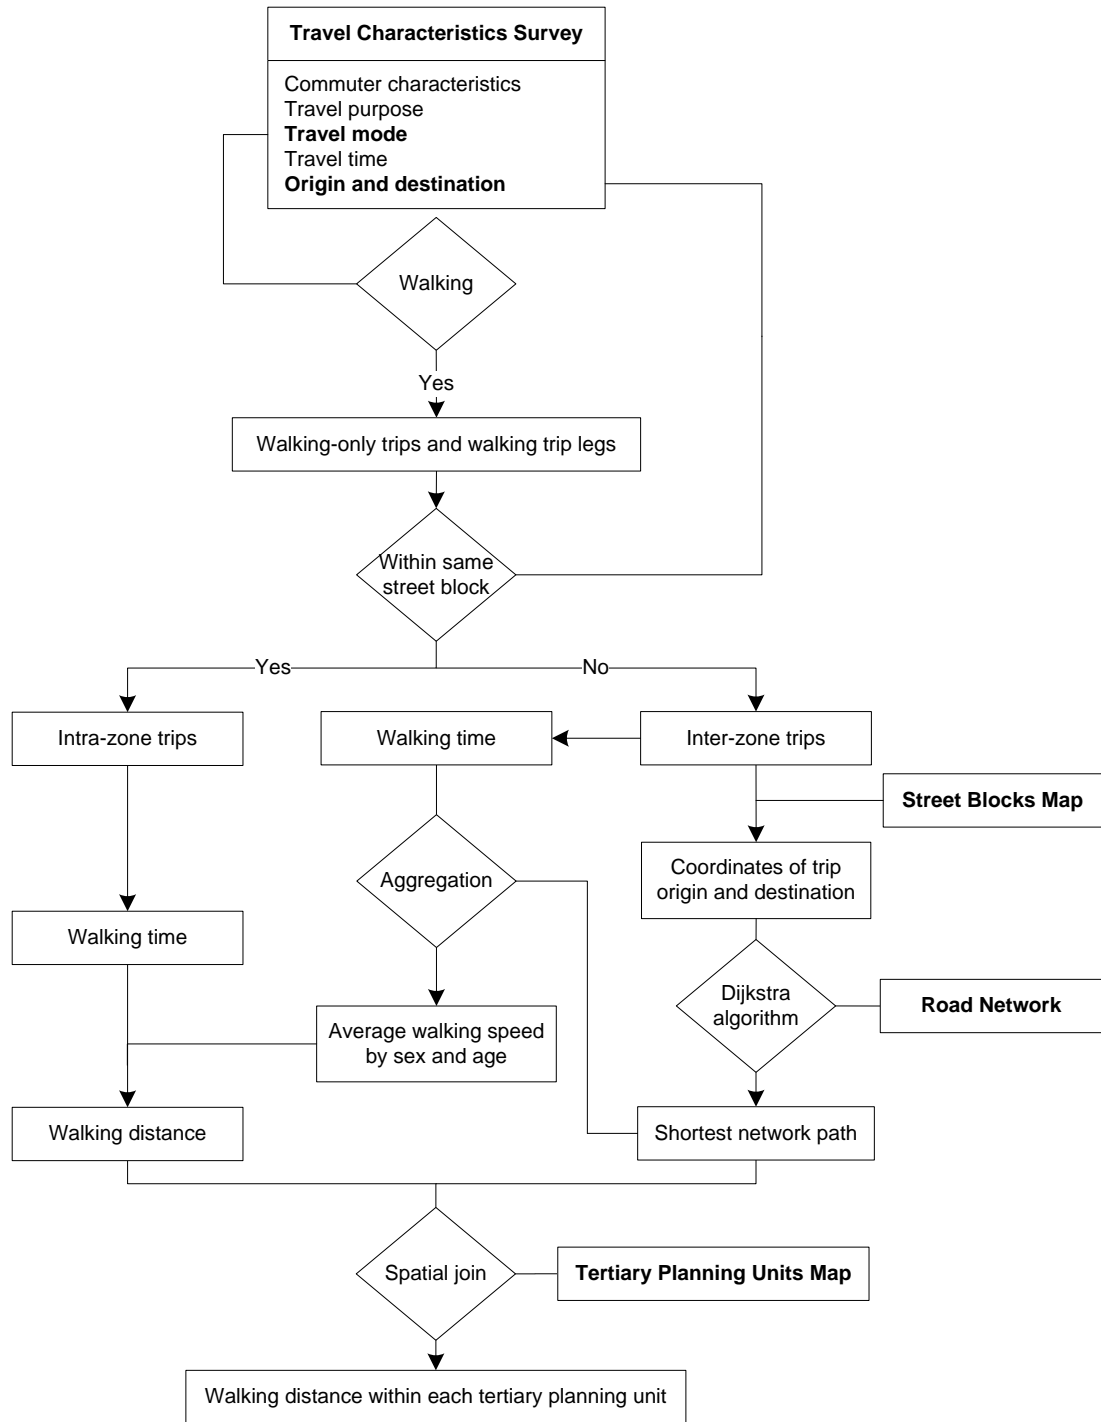 Travel Characteristics Survey
Commuter characteristics
Travel purpose
Travel mode
Travel time
Origin and destination
Walking
Yes
Walking-only trips and walking trip legs
Within same
street block
Yes
No
Intra-zone trips
Walking time
Inter-zone trips
Street Blocks Map
Coordinates of trip
origin and destination
Aggregation
Walking time
Dijkstra
algorithm
Road Network
Average walking speed
by sex and age
Walking distance
Shortest network path
Spatial join
Tertiary Planning Units Map
Walking distance within each tertiary planning unit